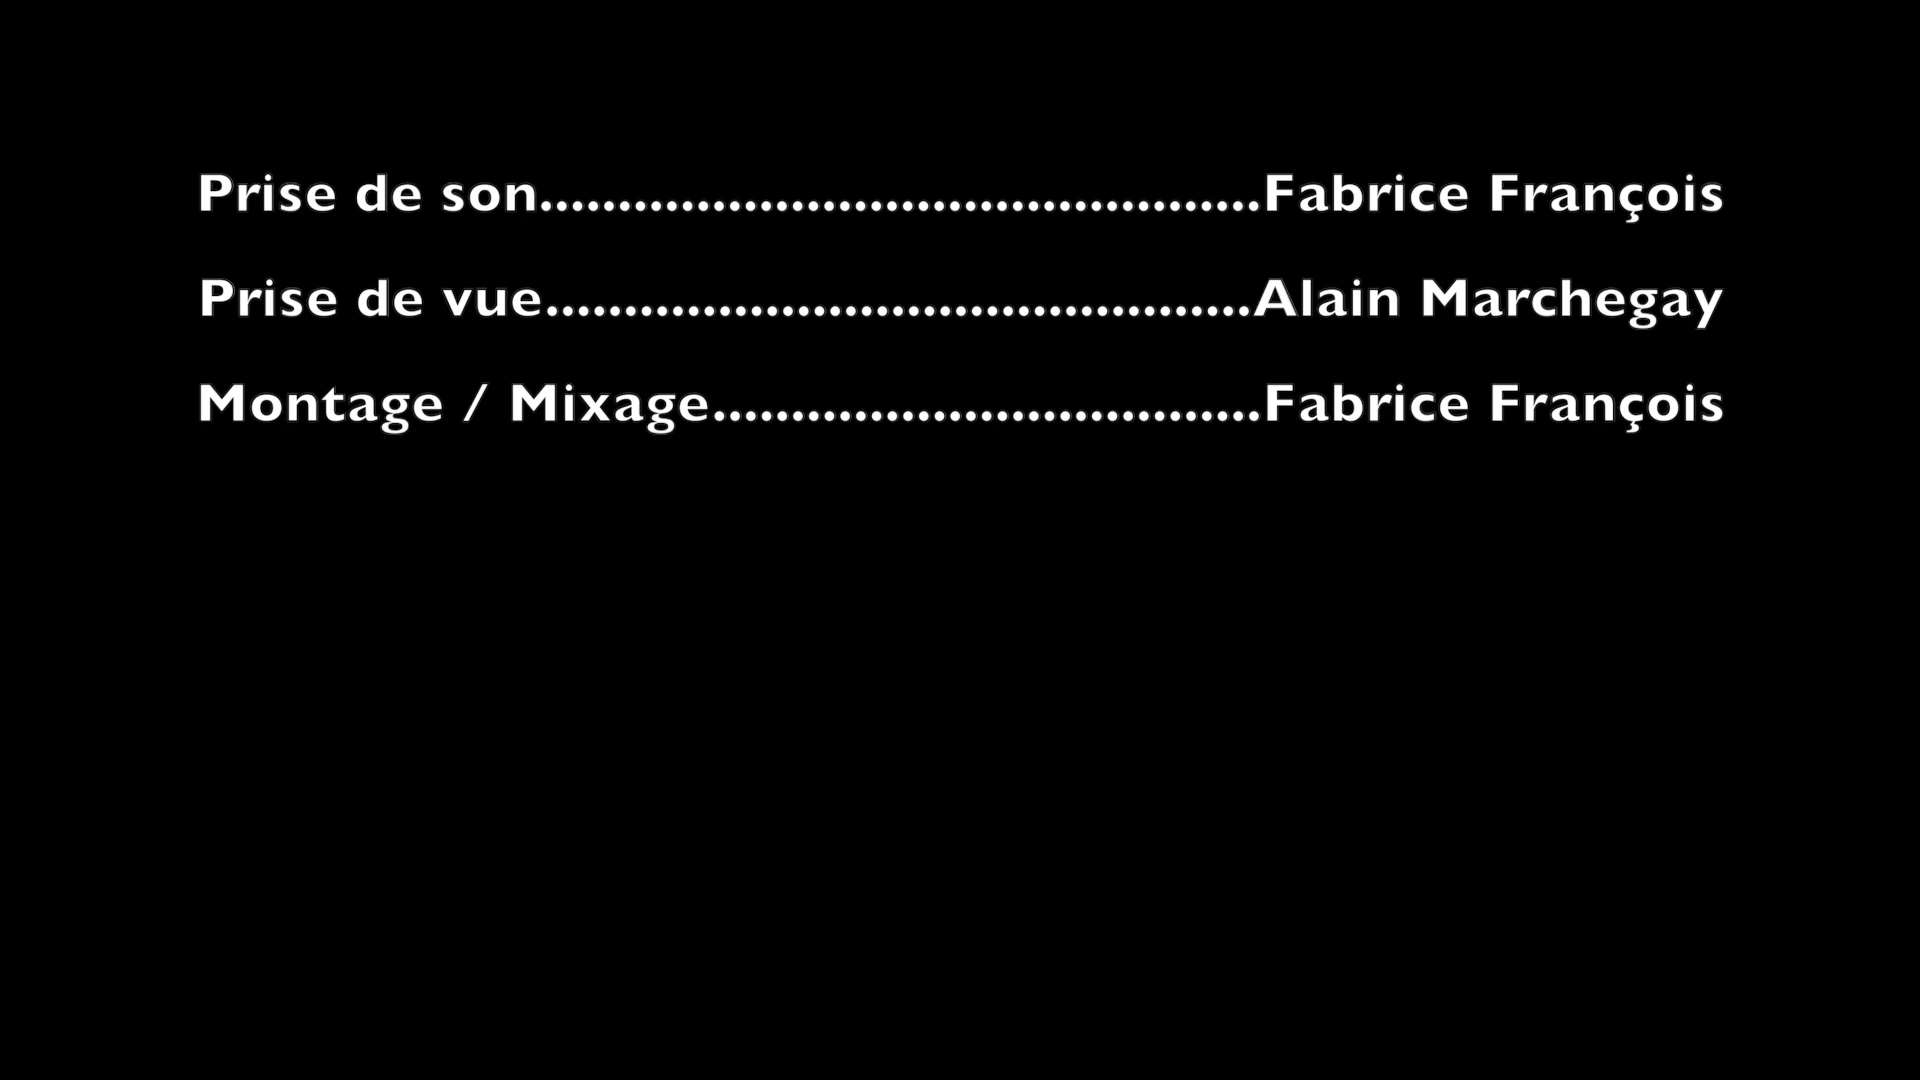 Prise de son..............................................Fabrice François
Prise de vue.............................................Alain Marchegay
Montage / Mixage...................................Fabrice François